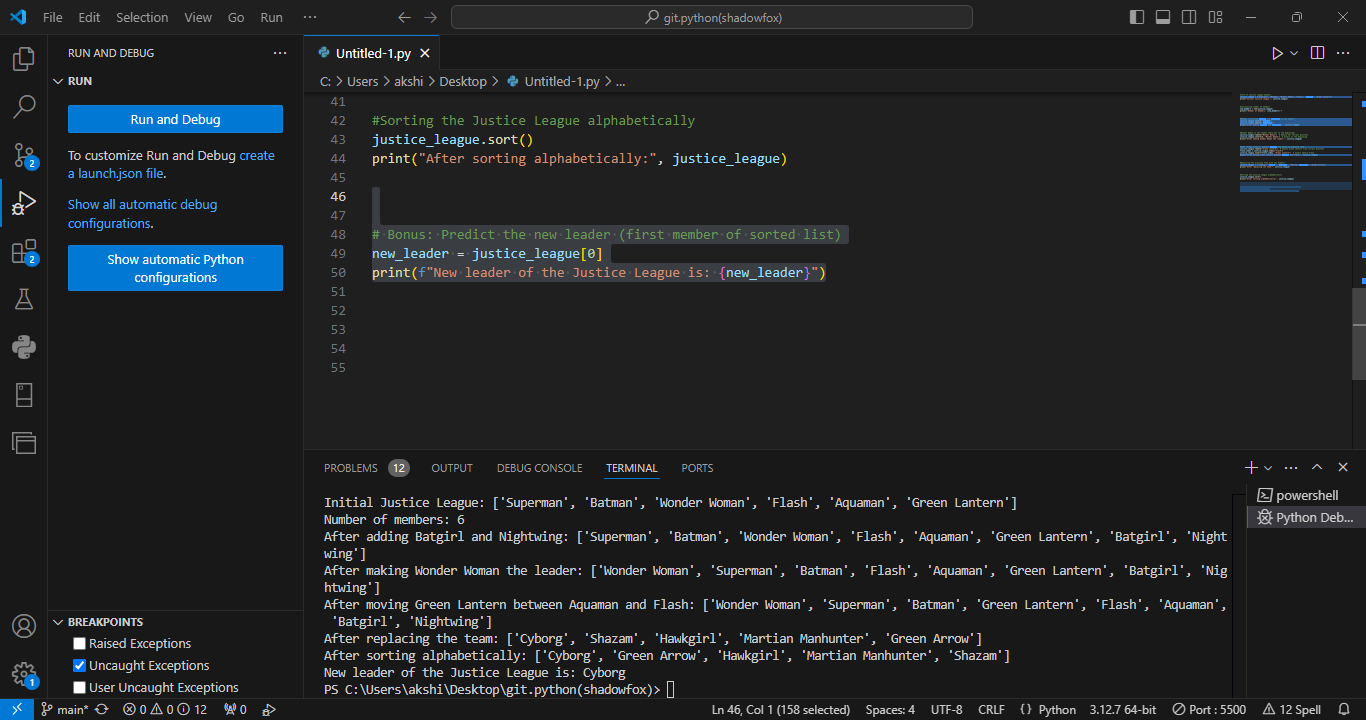 File Edit Selection View Go Run ···
git.python(shadowfox)
RUN AND DEBUG
RUN
Run and Debug
To customize Run and Debug create
a launch.json file.
Show all automatic debug
configurations.
Show automatic Python
configurations
2
2
1
BREAKPOINTS
Raised Exceptions
Uncaught Exceptions
User Uncaught Exceptions
Untitled-1.py
C: > Users > akshi > Desktop > Untitled-1.py > ...
41
42 #Sorting the Justice League alphabetically
43 justice_league.sort()
44 print("After sorting alphabetically:", justice_league)
45
46
47
48 # Bonus: Predict the new leader (first member of sorted list)
49 new_leader = justice_league[0]
50 print(f"New leader of the Justice League is: {new_leader}")
51
52
53
54
55
PROBLEMS 12 OUTPUT DEBUG CONSOLE TERMINAL PORTS
powershell
Python Deb...
Initial Justice League: ['Superman', 'Batman', 'Wonder Woman', 'Flash', 'Aquaman', 'Green Lantern']
Number of members: 6
After adding Batgirl and Nightwing: ['Superman', 'Batman', 'Wonder Woman', 'Flash', 'Aquaman', 'Green Lantern', 'Batgirl', 'Night
wing']
After making Wonder Woman the leader: ['Wonder Woman', 'Superman', 'Batman', 'Flash', 'Aquaman', 'Green Lantern', 'Batgirl', 'Nig
htwing']
After moving Green Lantern between Aquaman and Flash: ['Wonder Woman', 'Superman', 'Batman', 'Green Lantern', 'Flash', 'Aquaman',
'Batgirl', 'Nightwing']
After replacing the team: ['Cyborg', 'Shazam', 'Hawkgirl', 'Martian Manhunter', 'Green Arrow']
After sorting alphabetically: ['Cyborg', 'Green Arrow', 'Hawkgirl', 'Martian Manhunter', 'Shazam']
New leader of the Justice League is: Cyborg
PS C:\Users\akshi\Desktop\git.python(shadowfox)>
main* 0 0 12 0 Ln 46, Col 1 (158 selected) Spaces: 4 UTF-8 CRLF {} Python 3.12.7 64-bit Port : 5500 12 Spell